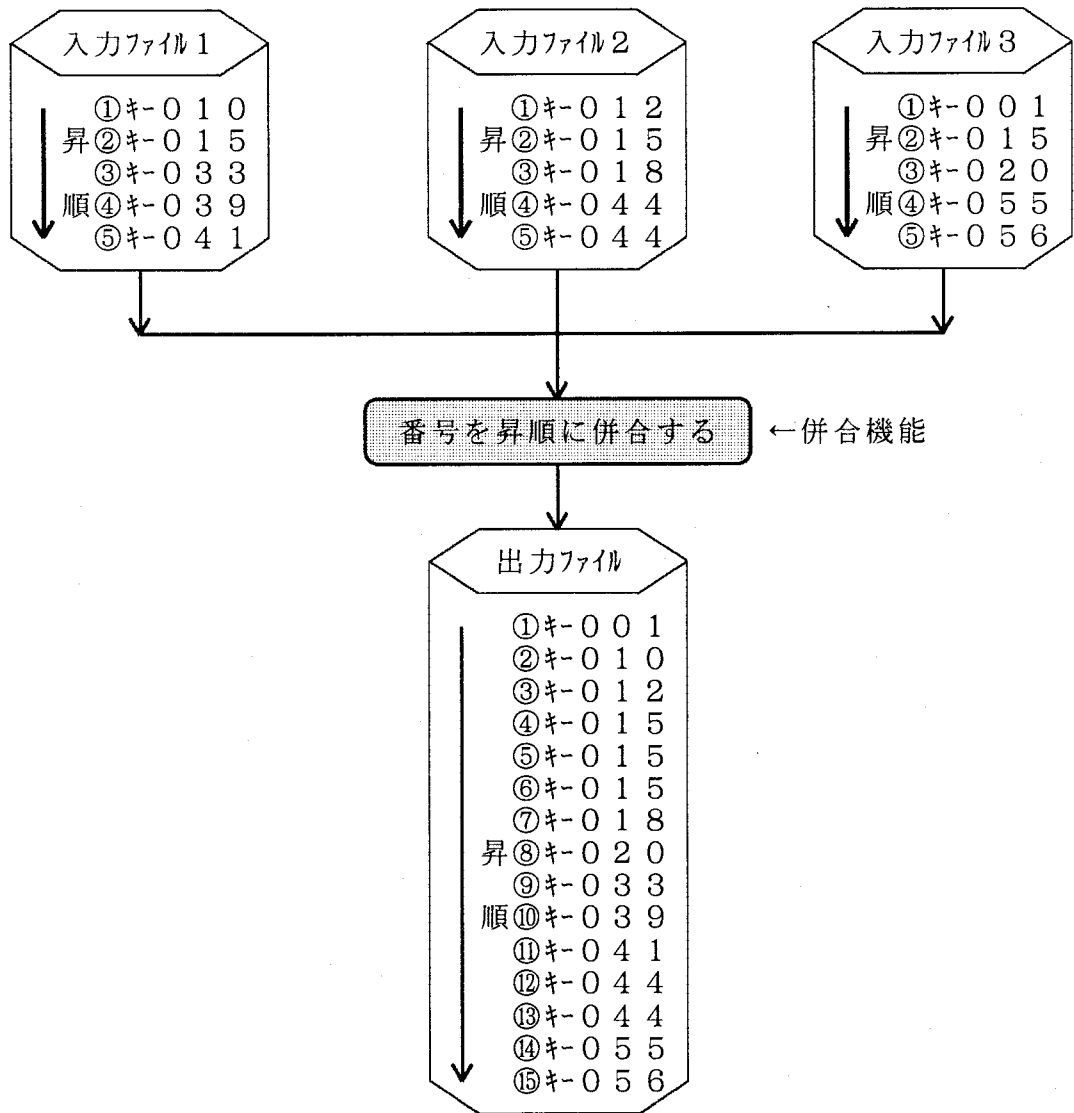 入力ファイル1
①キー010
昇②キー015
③キー033
順④キー039
⑤キー041
入力ファイル2
①キー012
昇②キー015
③キー018
順④キー044
⑤キー044
入力ファイル3
①キー001
昇②キー015
③キー020
順④キー055
⑤キー056
番号を昇順に併合する
←併合機能
出力ファイル
①キー001
②キー010
③キー012
④キー015
⑤キー015
⑥キー015
⑦キー018
昇⑧キー020
⑨キー033
順⑩キー039
⑪キー041
⑫キー044
⑬キー044
⑭キー055
⑮キー056